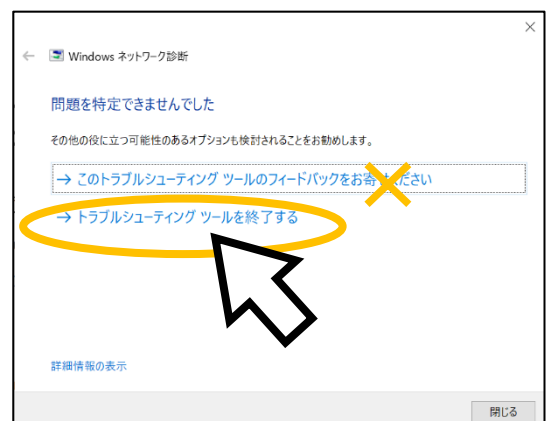 Windows ネットワーク診断
問題を特定できませんでした
その他の役に立つ可能性のあるオプションも検討されることをお勧めします。
→ このトラブルシューティング ツールのフィードバックをお寄せください
→ トラブルシューティング ツールを終了する
詳細情報の表示
閉じる